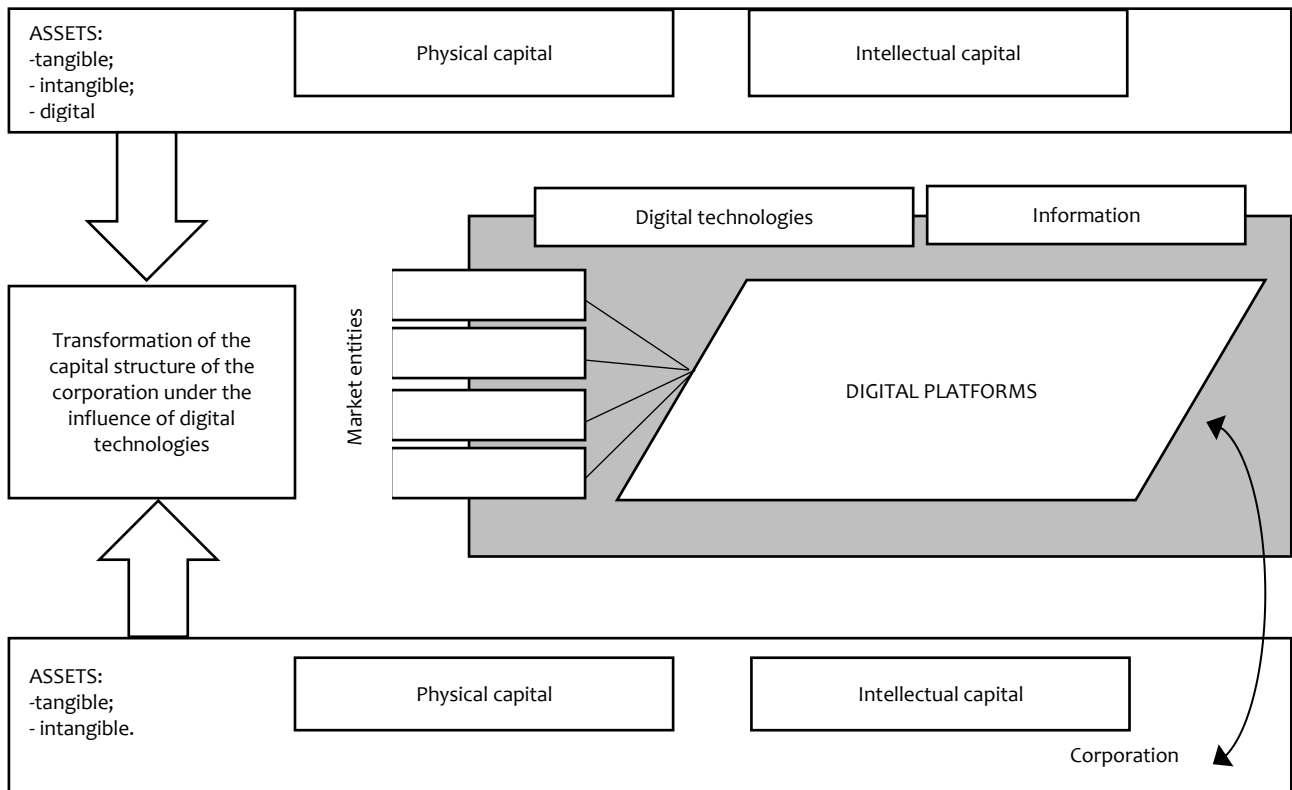 ASSETS:
-tangible;
- intangible;
- digital
Physical capital
Intellectual capital
Digital technologies
Information
Transformation of the
capital structure of the
corporation under the
influence of digital
technologies
Market entities
DIGITAL PLATFORMS
ASSETS:
-tangible;
- intangible.
Physical capital
Intellectual capital
Corporation